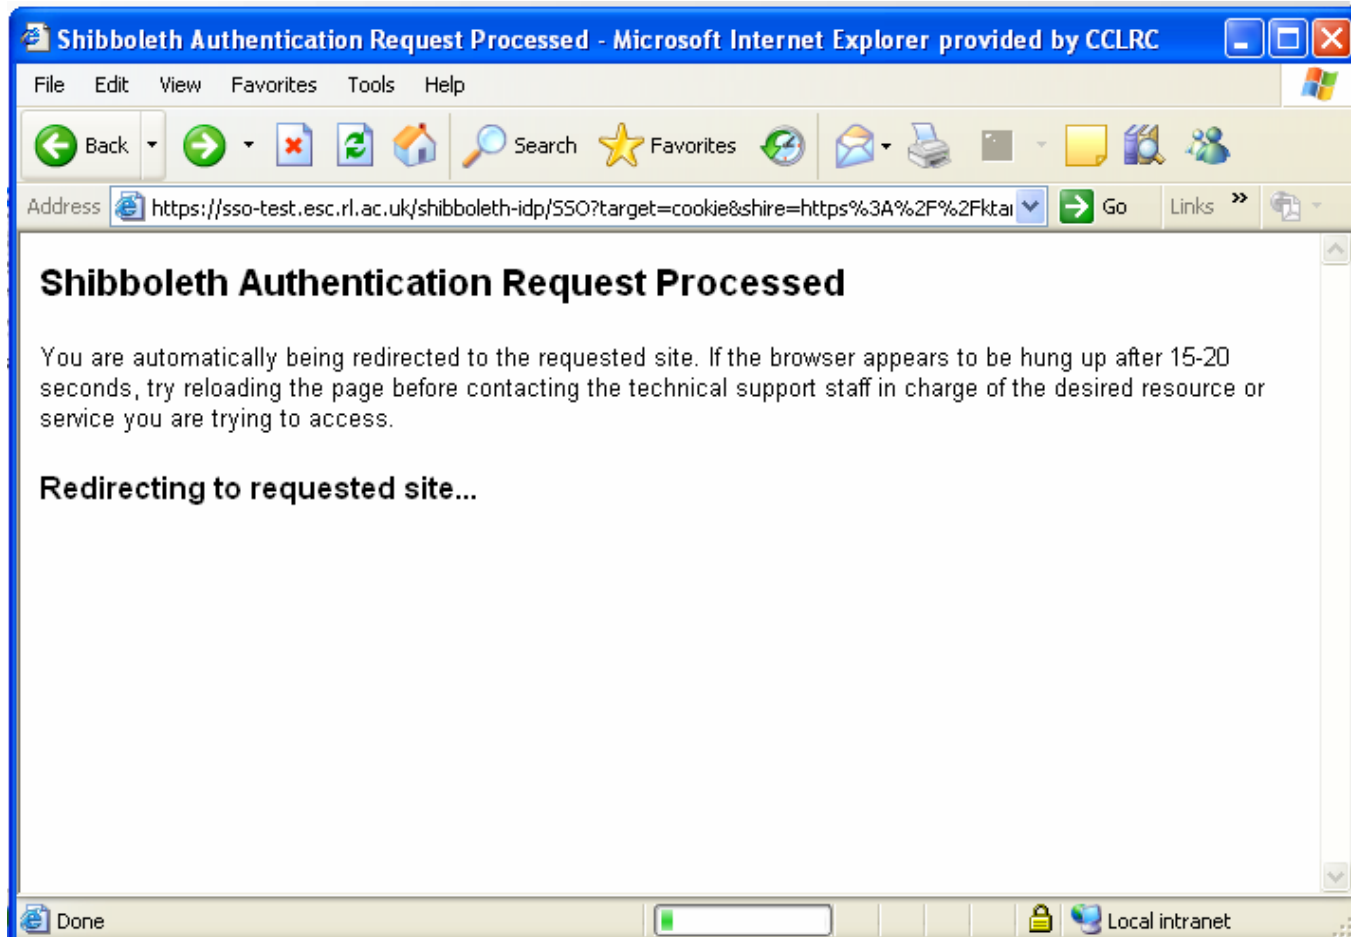 Shibboleth Authentication Request Processed - Microsoft Internet Explorer provided by CCLRC
File Edit View Favorites Tools Help
Back Search Favorites
Address https://sso-test.esc.rl.ac.uk/shibboleth-idp/SSO?target=cookie&shire=https%3A%2F%2Fktai Go Links »
Shibboleth Authentication Request Processed
You are automatically being redirected to the requested site. If the browser appears to be hung up after 15-20
seconds, try reloading the page before contacting the technical support staff in charge of the desired resource or
service you are trying to access.
Redirecting to requested site...
Done Local intranet